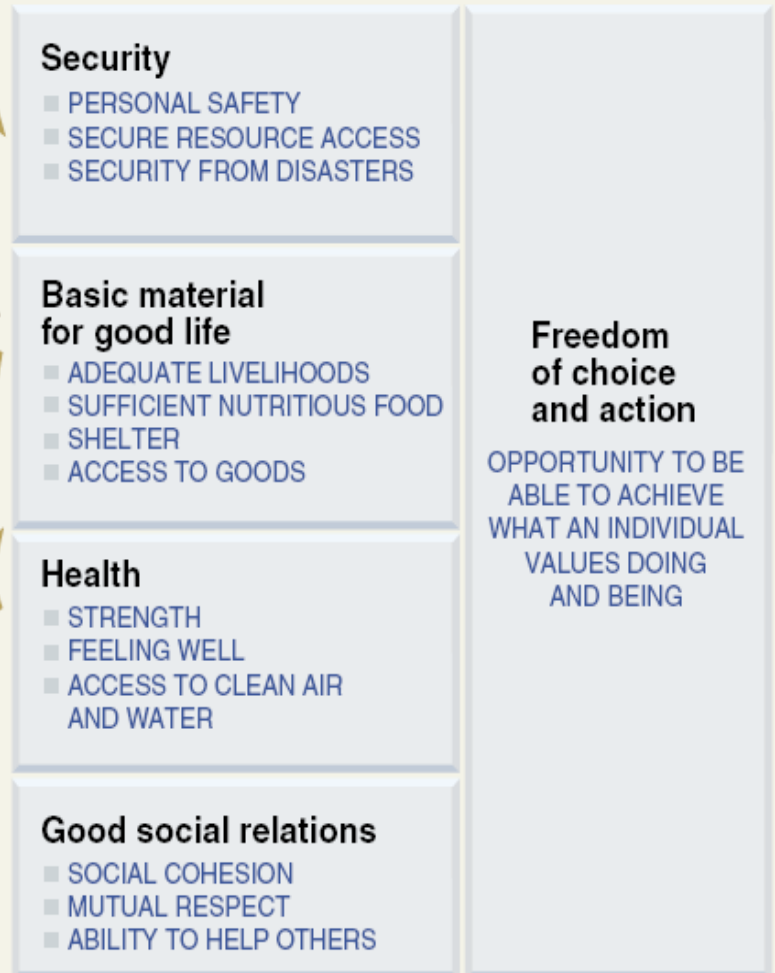 Security
PERSONAL SAFETY
SECURE RESOURCE ACCESS
SECURITY FROM DISASTERS
Basic material
for good life
ADEQUATE LIVELIHOODS
SUFFICIENT NUTRITIOUS FOOD
SHELTER
ACCESS TO GOODS
Health
STRENGTH
FEELING WELL
ACCESS TO CLEAN AIR
AND WATER
Good social relations
SOCIAL COHESION
MUTUAL RESPECT
ABILITY TO HELP OTHERS
Freedom
of choice
and action
OPPORTUNITY TO BE
ABLE TO ACHIEVE
WHAT AN INDIVIDUAL
VALUES DOING
AND BEING